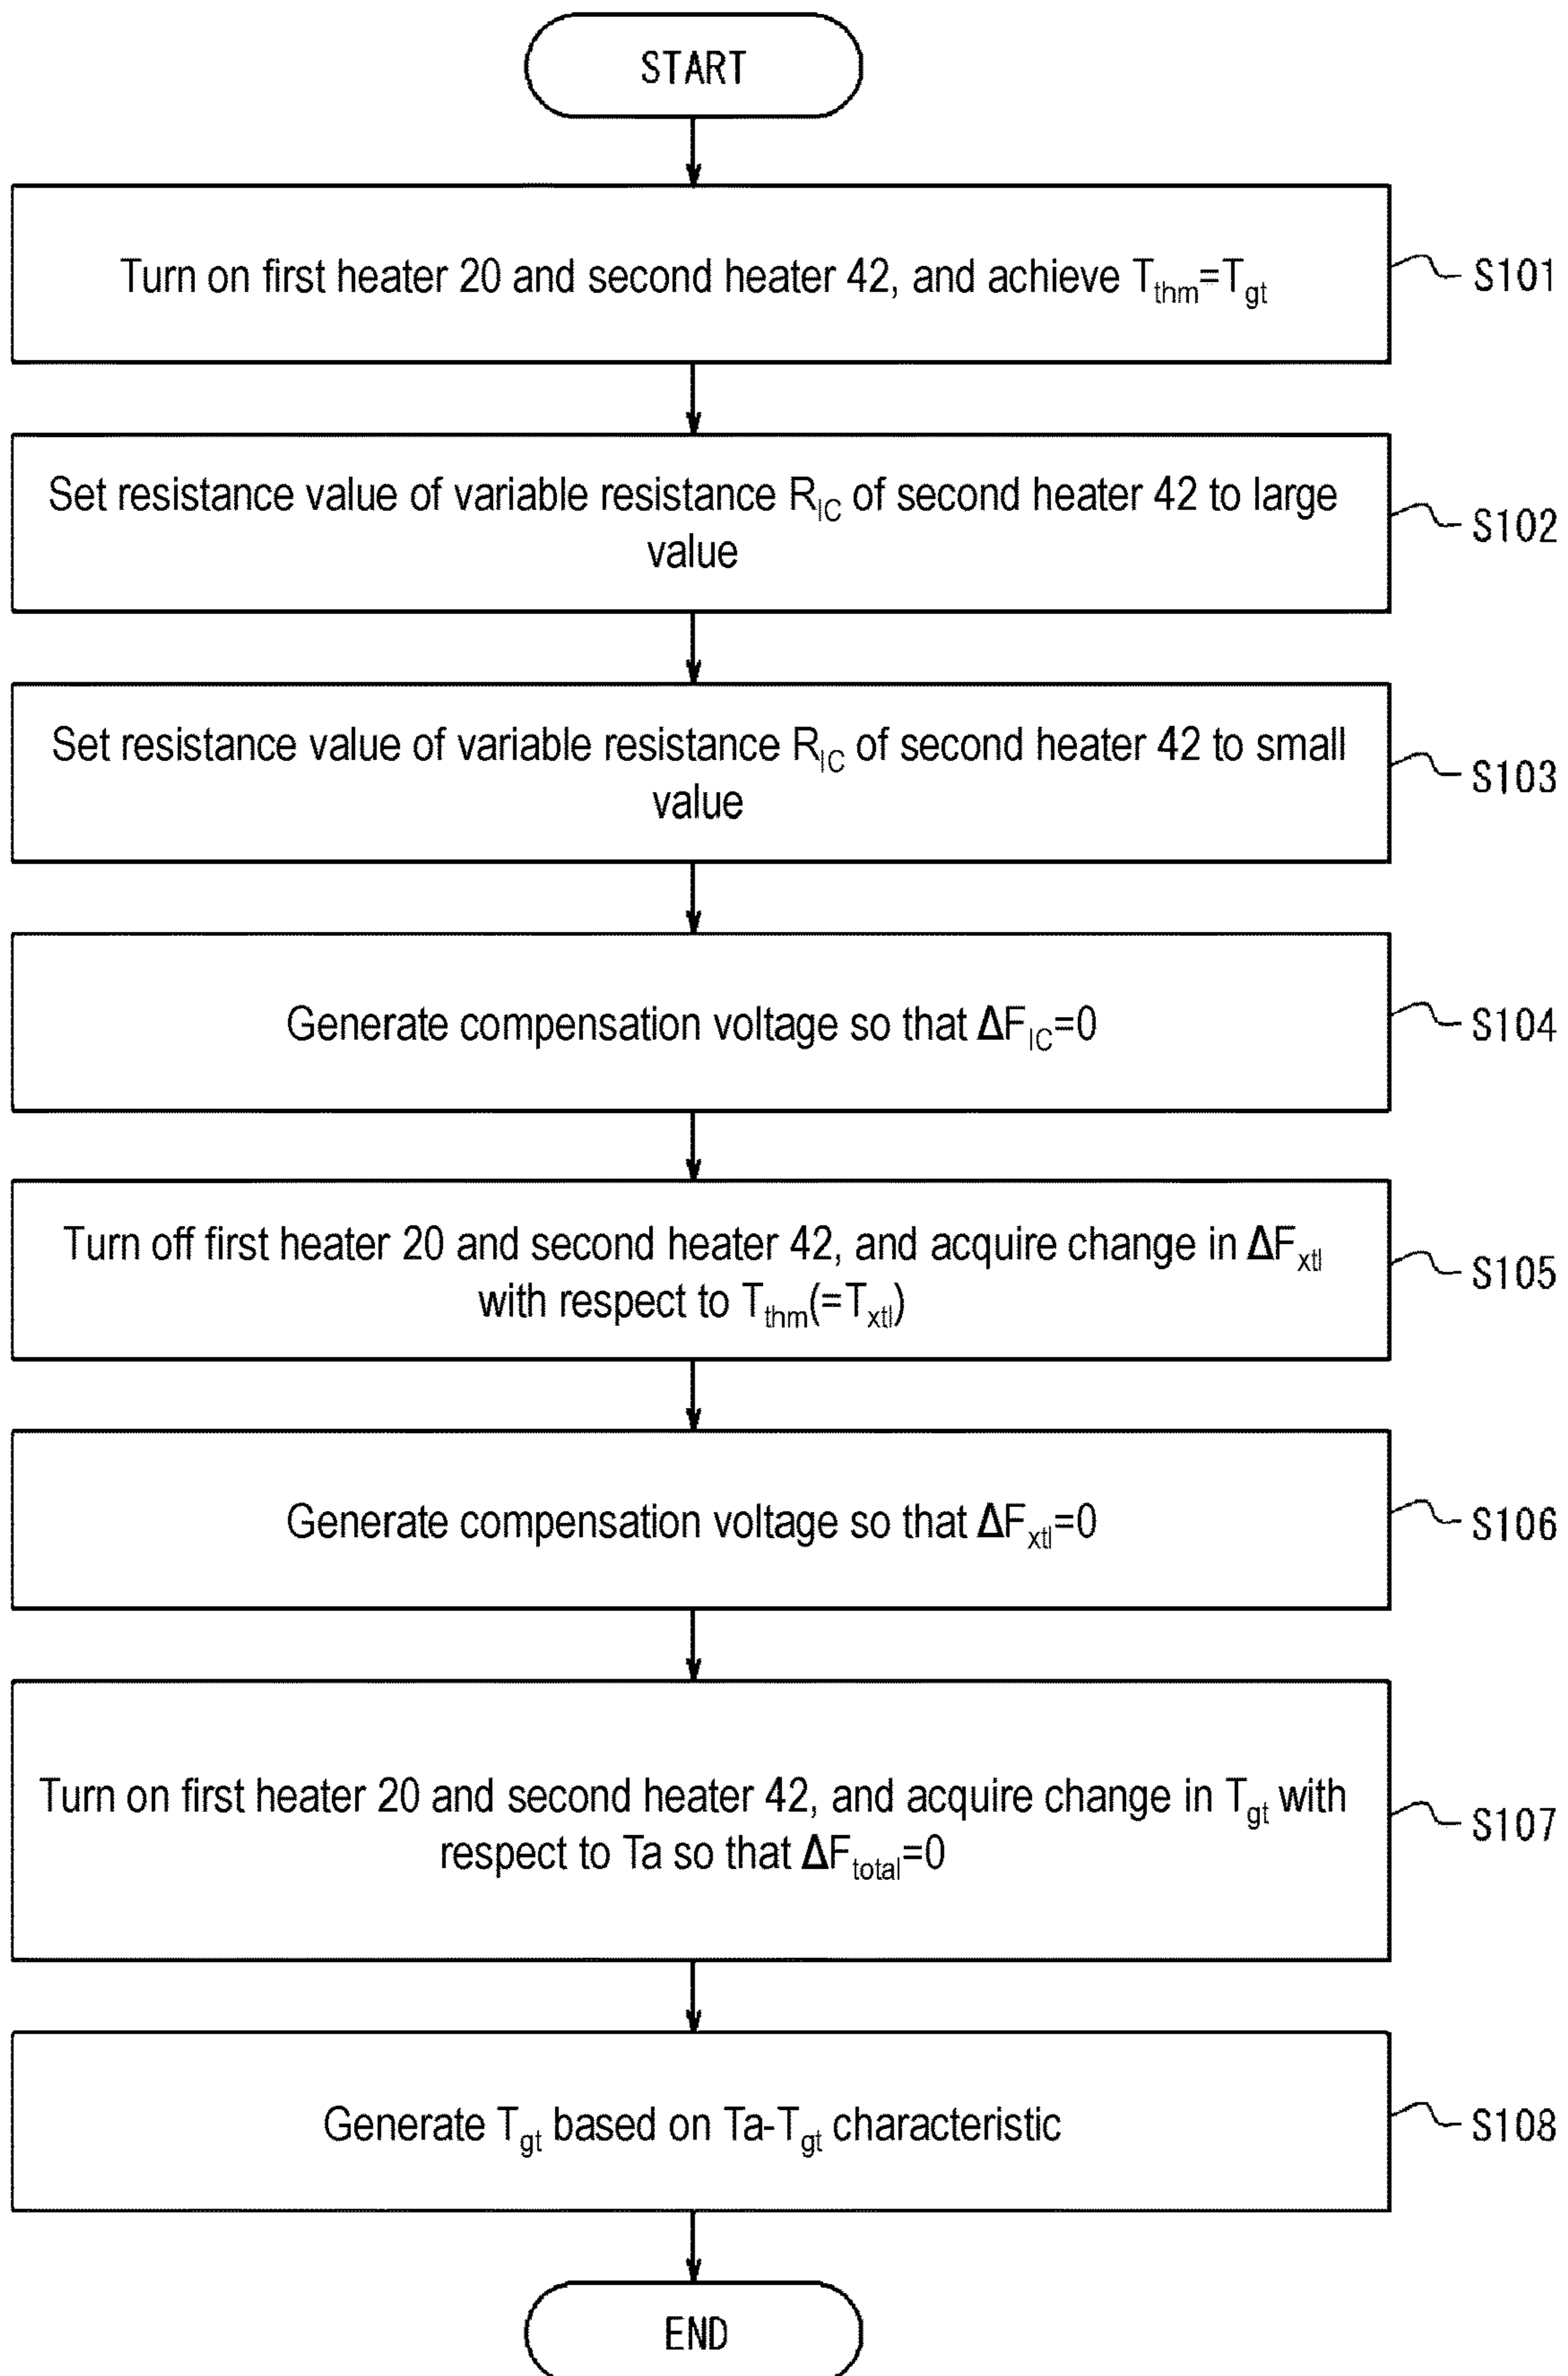 START
Turn on first heater 20 and second heater 42, and achieve Tthm=Tgt
S101
Set resistance value of variable resistance RIC of second heater 42 to large
value
S102
Set resistance value of variable resistance RIC of second heater 42 to small
value
S103
Generate compensation voltage so that ΔFIC=0
S104
Turn off first heater 20 and second heater 42, and acquire change in ΔFxtl
with respect to Tthm(=Txtl)
S105
Generate compensation voltage so that ΔFxtl=0
S106
Turn on first heater 20 and second heater 42, and acquire change in Tgt with
respect to Ta so that ΔFtotal=0
S107
Generate Tgt based on Ta-Tgt characteristic
S108
END